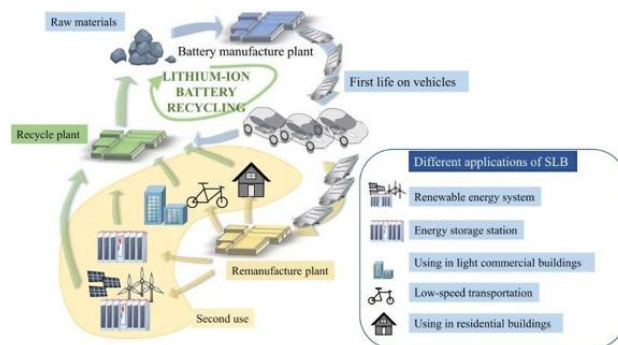 Raw materials
Battery manufacture plant
LITHIUM-ION
BATTERY
RECYCLING
First life on vehicles
Recycle plant
Different applications of SLB
Renewable energy system
Energy storage station
Using in light commercial buildings
Remanufacture plant
Low-speed transportation
Second use
Using in residential buildings